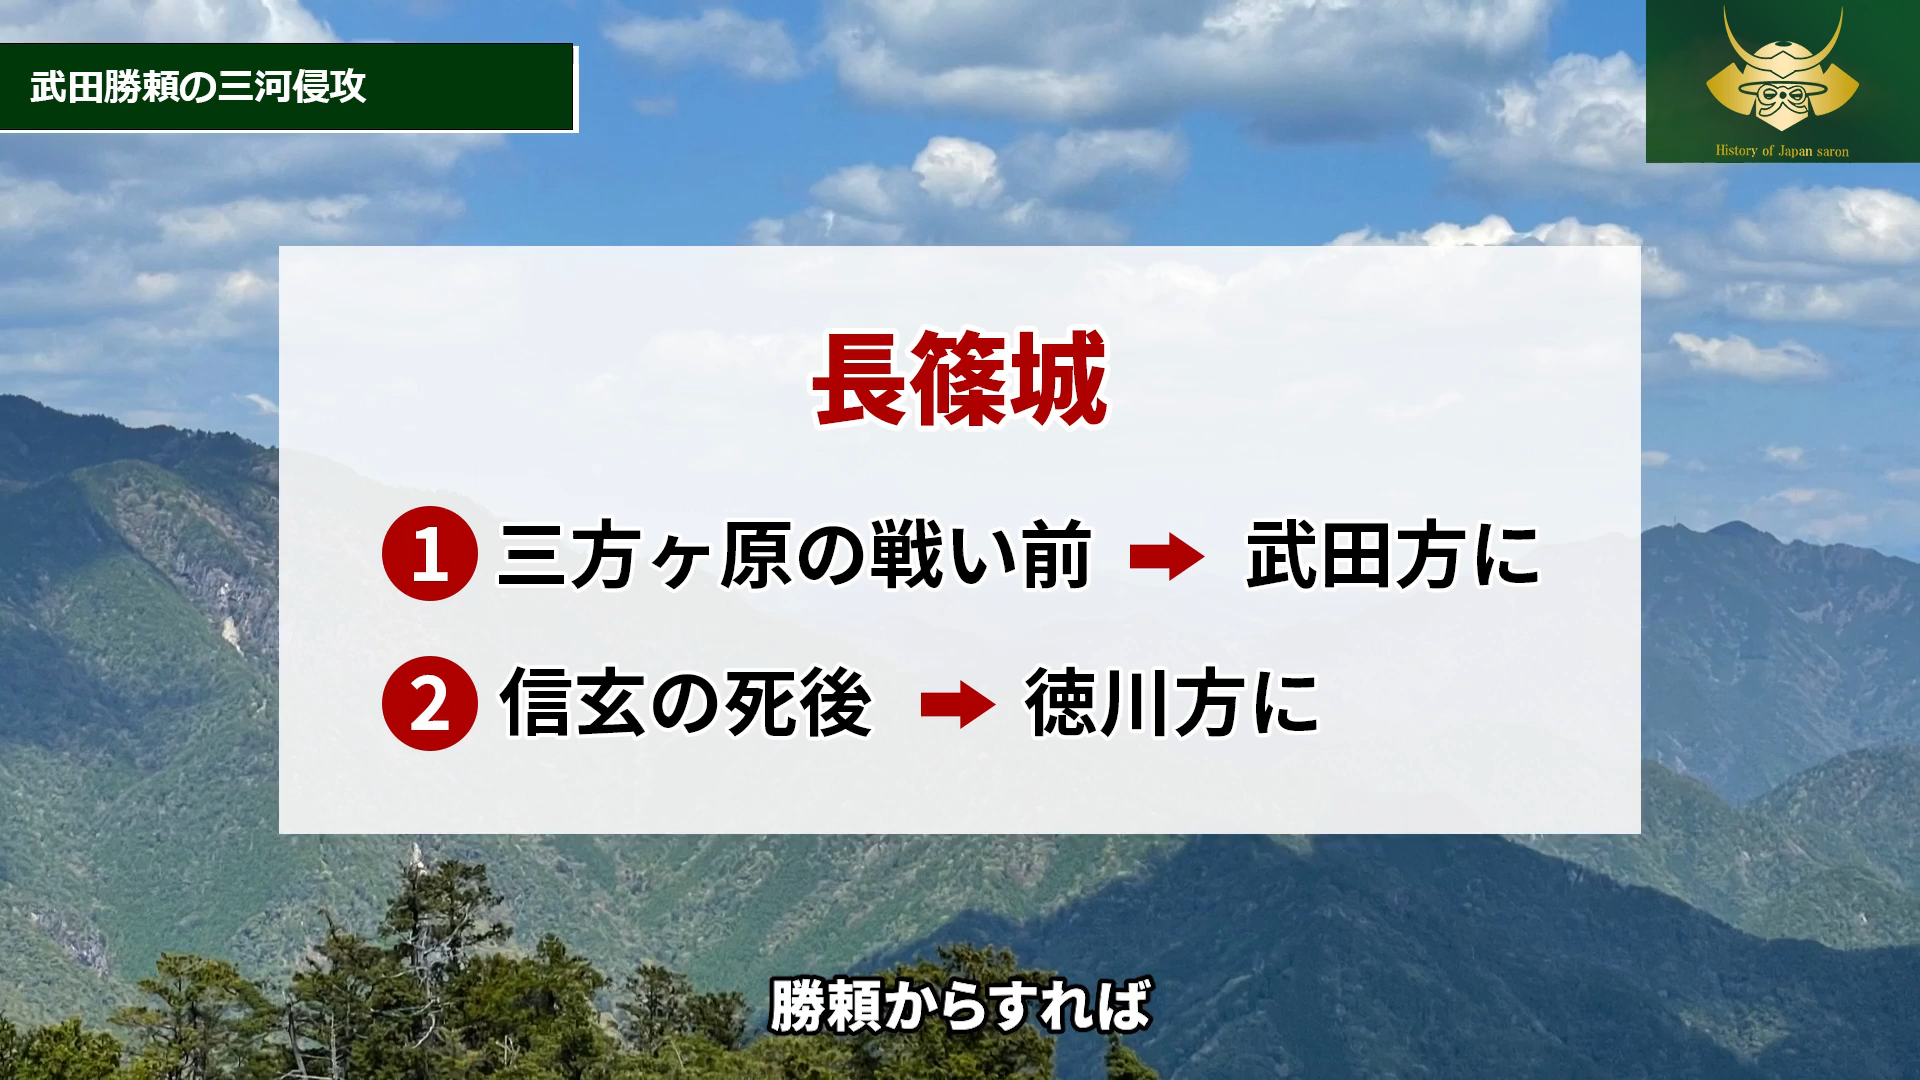 武田勝頼の三河侵攻
History of Japan saron
長篠城
1 三方ヶ原の戦い前 ➡ 武田方に
2 信玄の死後 ➡ 徳川方に
勝頼からすれば